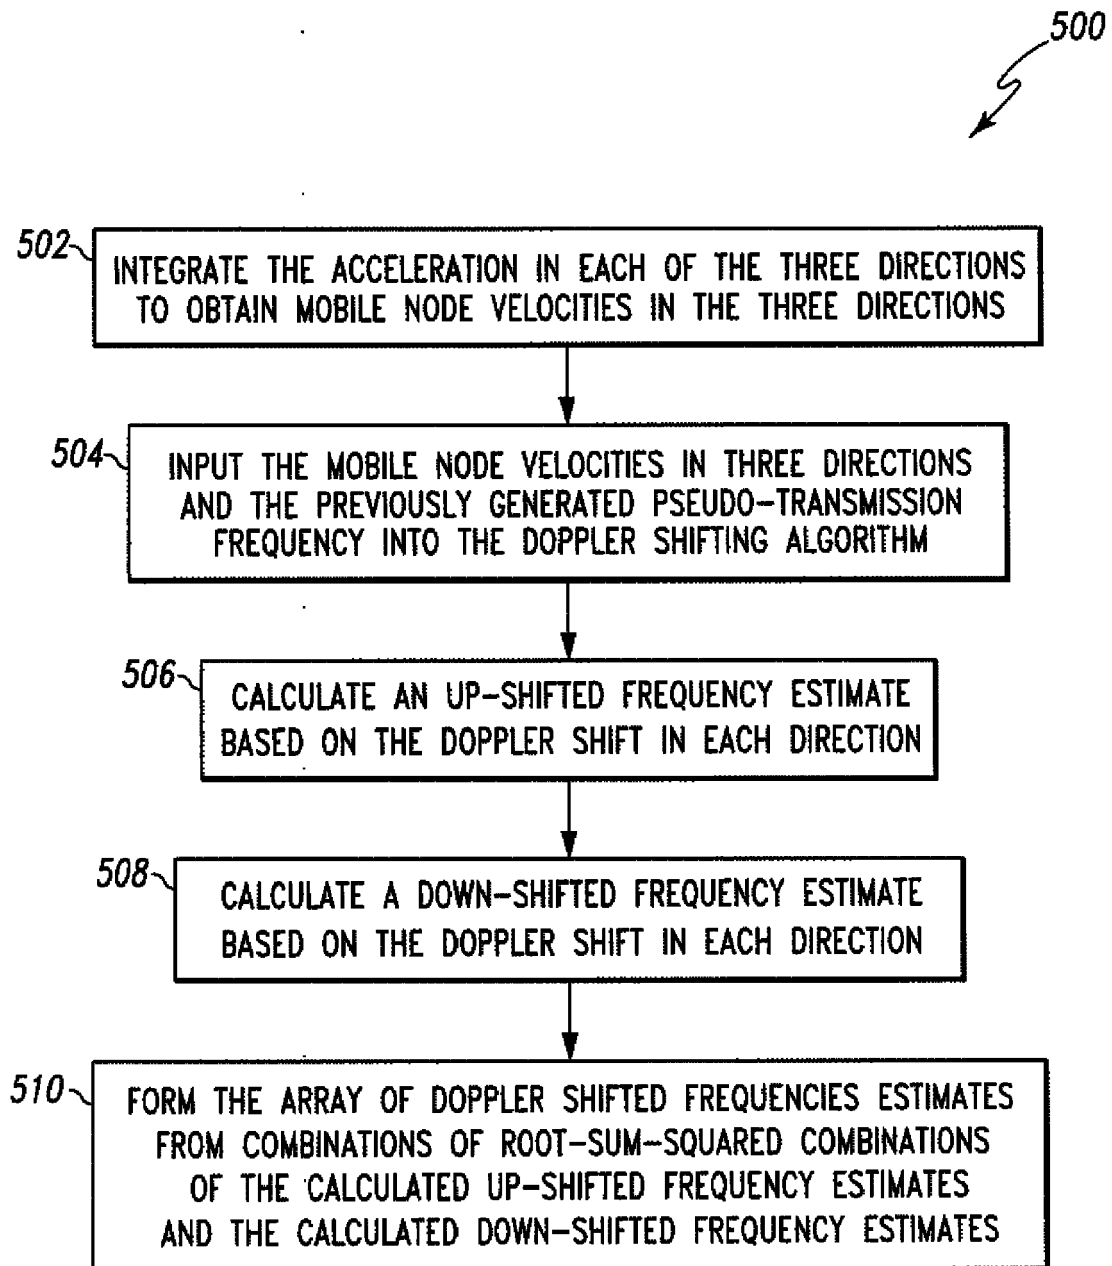 500
502
INTEGRATE THE ACCELERATION IN EACH OF THE THREE DIRECTIONS
TO OBTAIN MOBILE NODE VELOCITIES IN THE THREE DIRECTIONS
504
INPUT THE MOBILE NODE VELOCITIES IN THREE DIRECTIONS
AND THE PREVIOUSLY GENERATED PSEUDO-TRANSMISSION
FREQUENCY INTO THE DOPPLER SHIFTING ALGORITHM
506
CALCULATE AN UP-SHIFTED FREQUENCY ESTIMATE
BASED ON THE DOPPLER SHIFT IN EACH DIRECTION
508
CALCULATE A DOWN-SHIFTED FREQUENCY ESTIMATE
BASED ON THE DOPPLER SHIFT IN EACH DIRECTION
510
FORM THE ARRAY OF DOPPLER SHIFTED FREQUENCIES ESTIMATES
FROM COMBINATIONS OF ROOT-SUM-SQUARED COMBINATIONS
OF THE CALCULATED UP-SHIFTED FREQUENCY ESTIMATES
AND THE CALCULATED DOWN-SHIFTED FREQUENCY ESTIMATES